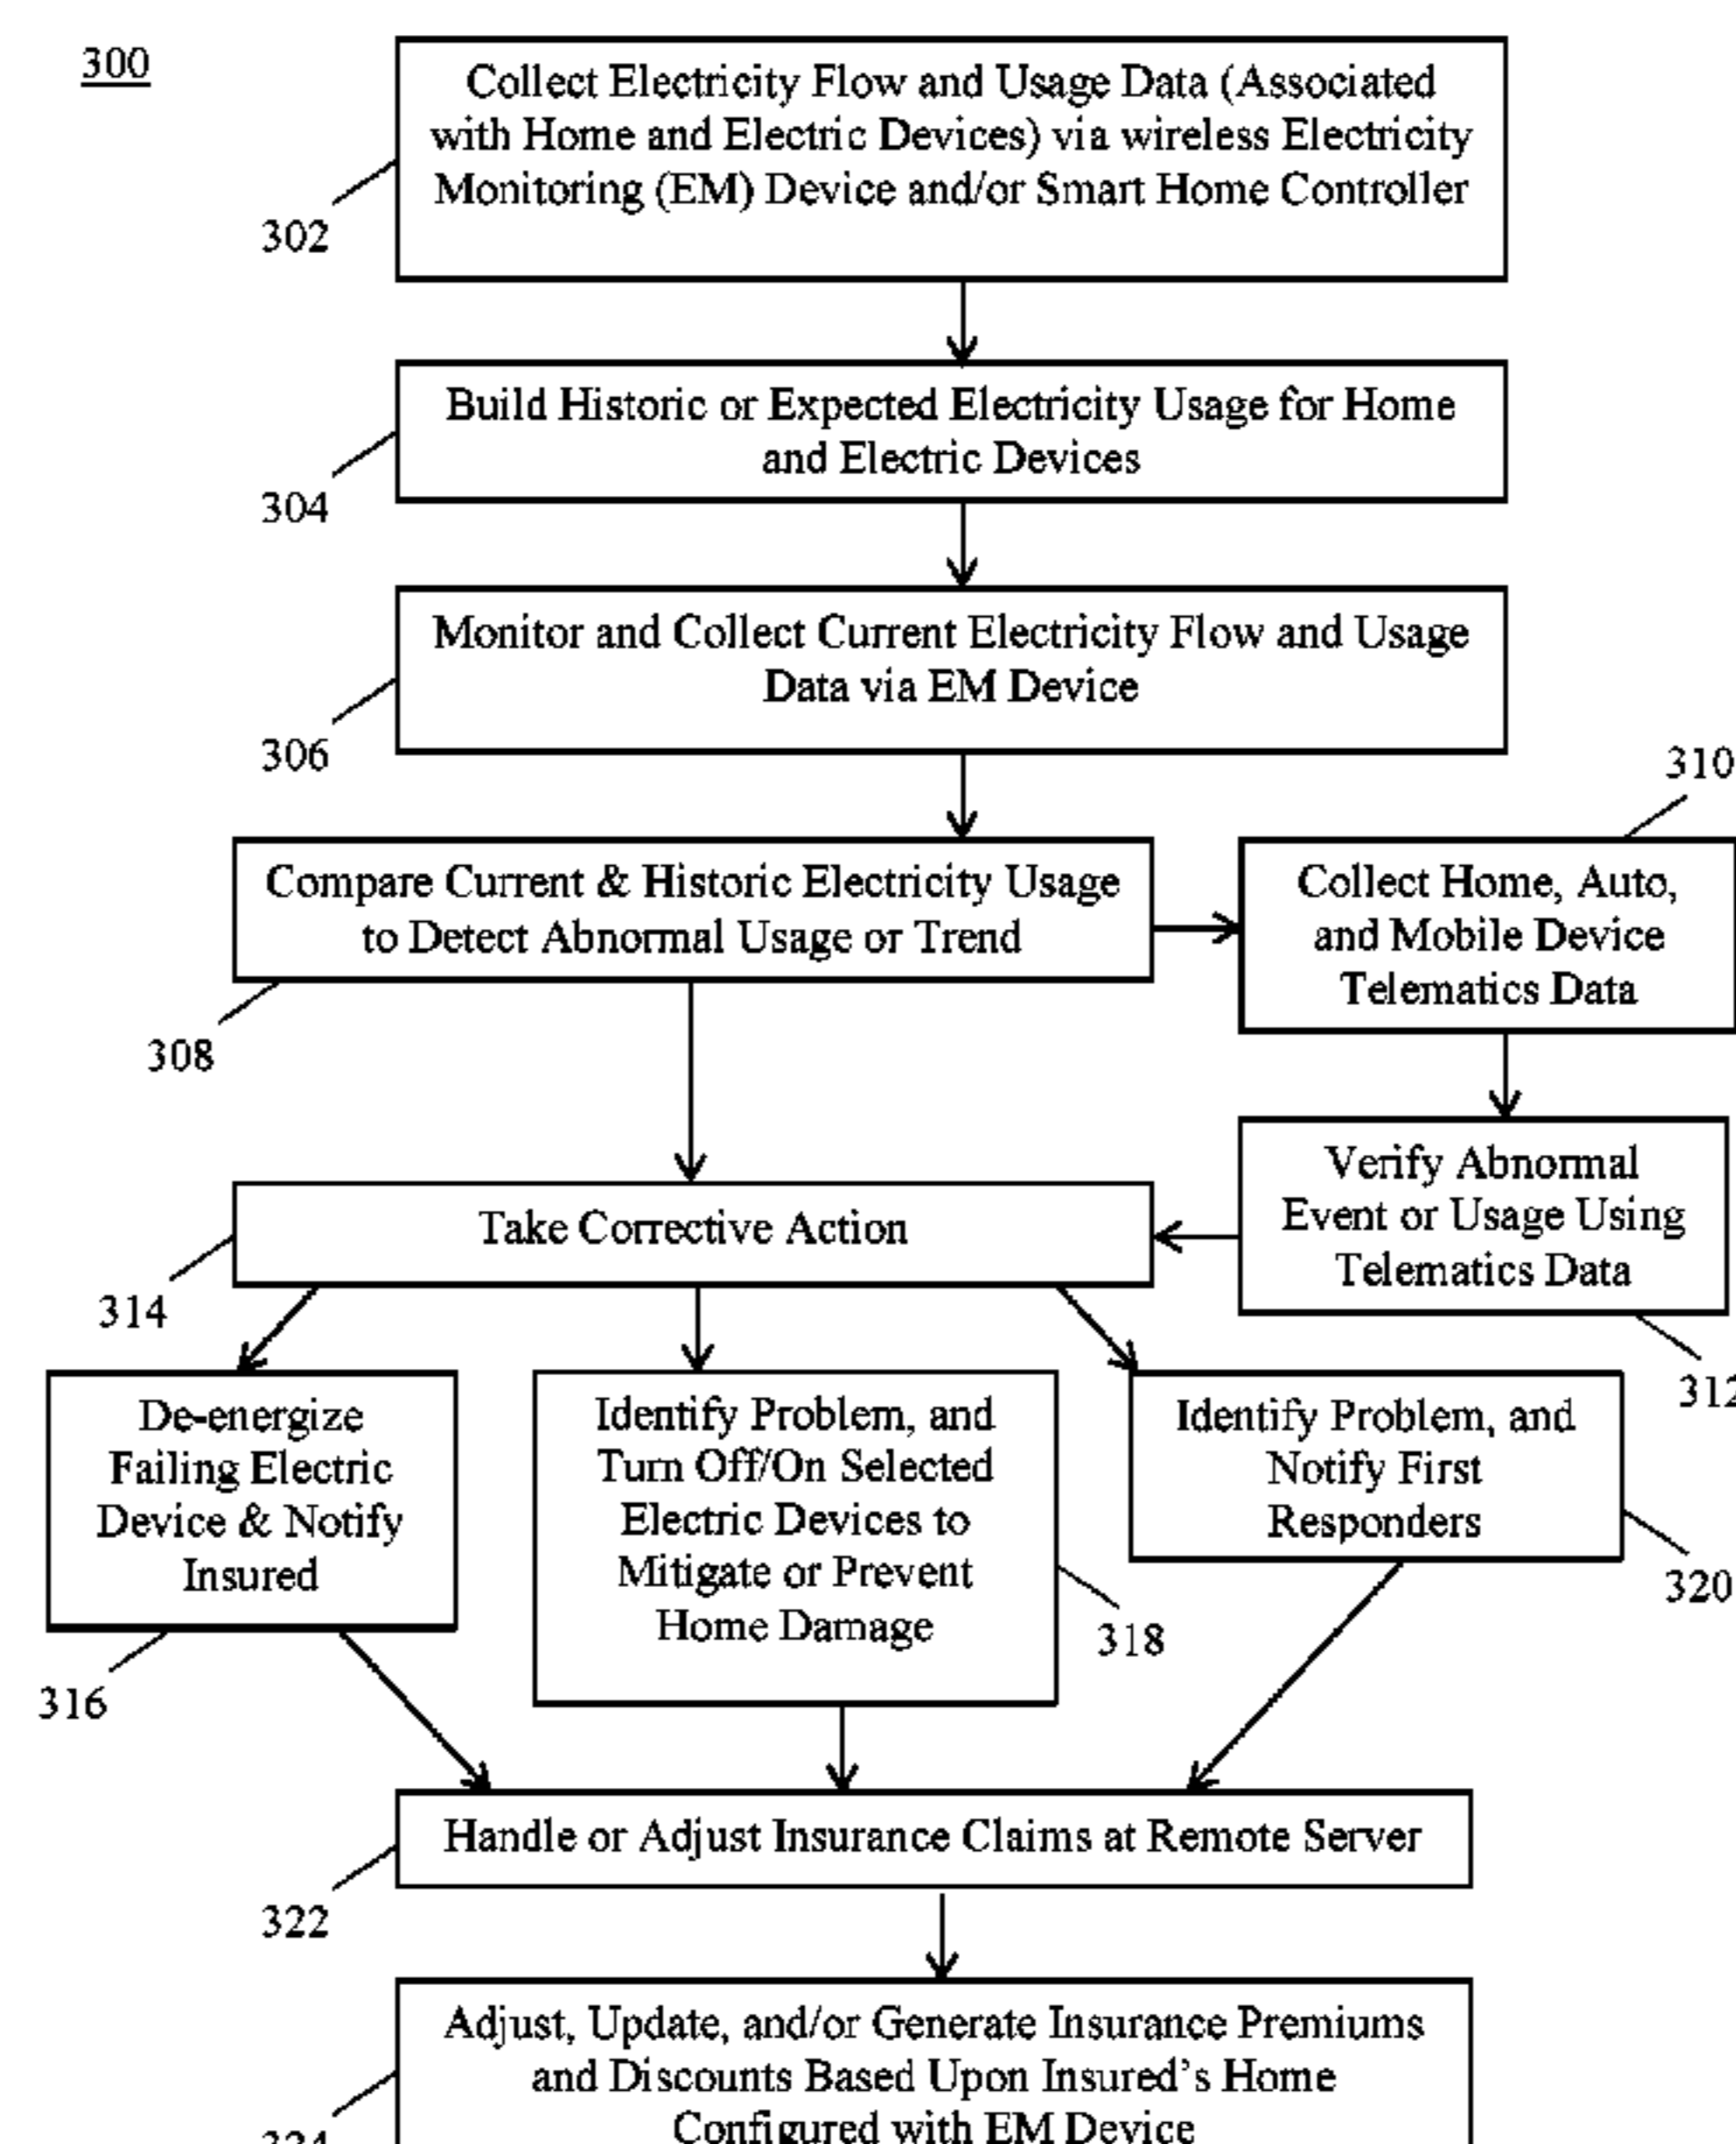 300
Collect Electricity Flow and Usage Data (Associated
with Home and Electric Devices) via wireless Electricity
Monitoring (EM) Device and/or Smart Home Controller
302
Build Historic or Expected Electricity Usage for Home
and Electric Devices
304
Monitor and Collect Current Electricity Flow and Usage
Data via EM Device
306
310
Compare Current & Historic Electricity Usage
to Detect Abnormal Usage or Trend
308
Collect Home, Auto,
and Mobile Device
Telematics Data
Verify Abnormal
Event or Usage Using
Telematics Data
312
Take Corrective Action
314
De-energize
Failing Electric
Device & Notify
Insured
316
Identify Problem, and
Turn Off/On Selected
Electric Devices to
Mitigate or Prevent
Home Damage
318
Identify Problem, and
Notify First
Responders
320
Handle or Adjust Insurance Claims at Remote Server
322
Adjust, Update, and/or Generate Insurance Premiums
and Discounts Based Upon Insured's Home
Configured with EM Device
324